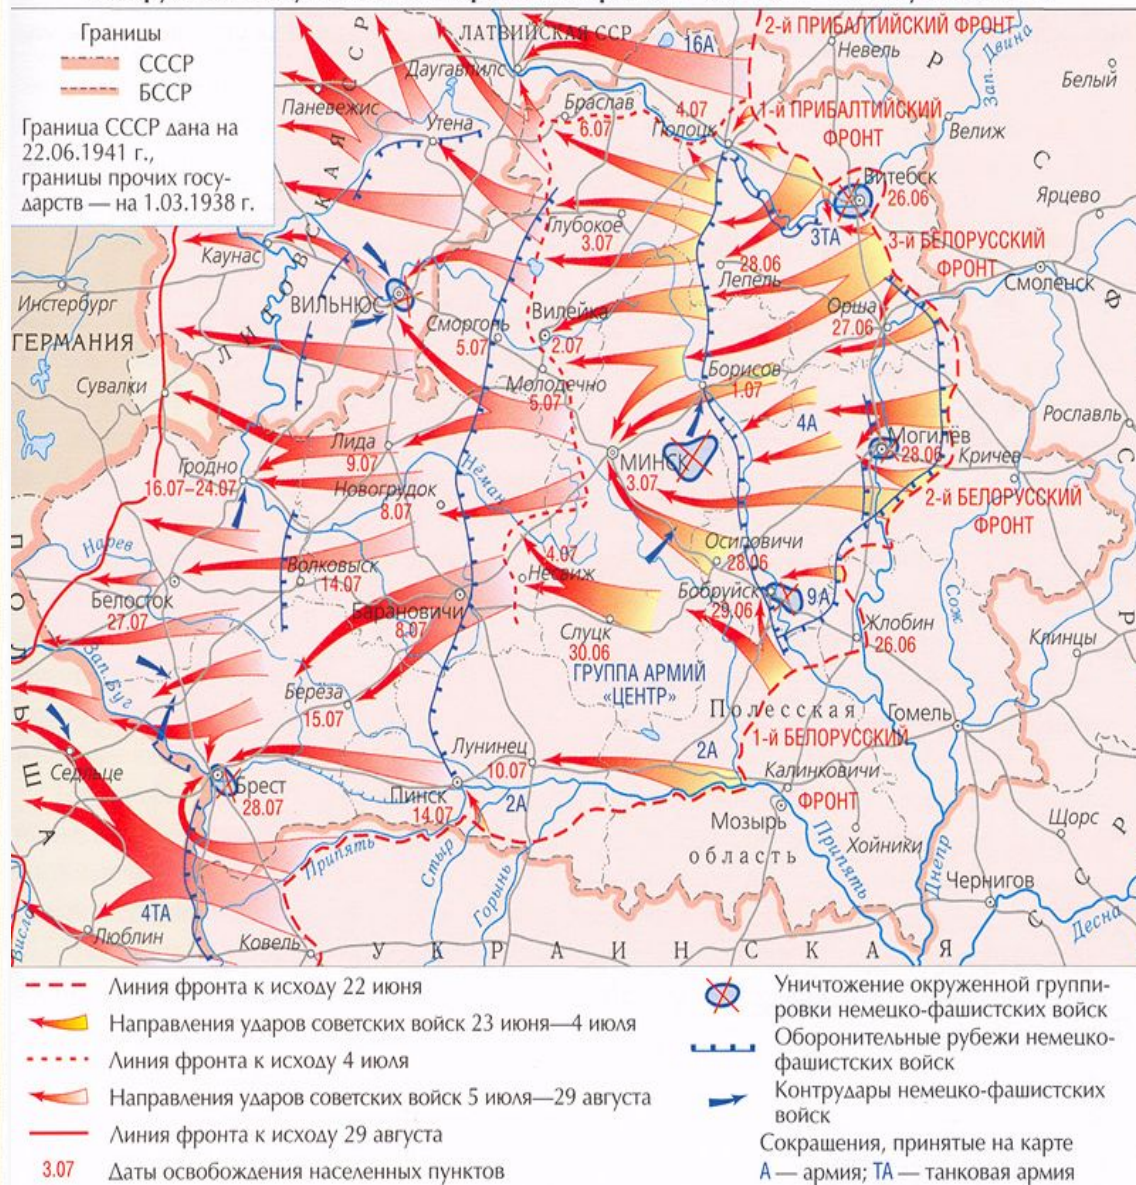 Границы
СССР
БССР
Граница СССР дана на
22.06.1941 г.,
границы прочих госу-
дарств — на 1.03.1938 г.
ЛАТВИЙСКАЯ ССР
16А
2-й ПРИБАЛТИЙСКИЙ
ФРОНТ
Невель
Зап. Двина
Белый
Даугавпилс
Паневежис
Утена
Браслав
6.07
4.07
Полоцк
1-й ПРИБАЛТИЙСКИЙ
ФРОНТ
Велиж
Витебск
26.06
Ярцево
Глубокое
3.07
3ТА
3-й БЕЛОРУССКИЙ
ФРОНТ
28.06
Лепель
Смоленск
Каунас
Инстербург
ВИЛЬНЮС
ЛИТОВСКАЯ ССР
ГЕРМАНИЯ
Сморгонь
5.07
Вилейка
2.07
Орша
27.06
Сувалки
Молодечно
5.07
Борисов
1.07
4А
Рославль
Лида
9.07
МИНСК
3.07
Могилёв
28.06
Кричев
Гродно
16.07–24.07
Новогрудок
8.07
Нёман
2-й БЕЛОРУССКИЙ
ФРОНТ
Нарев
Осиповичи
28.06
Волковыск
14.07
4.07
Несвиж
Бобруйск
29.06
9А
Белосток
27.07
Барановичи
8.07
Слуцк
30.06
Жлобин
26.06
Сож
Клинцы
ГРУППА АРМИЙ
«ЦЕНТР»
Зап. Буг
Берёза
15.07
Полесская
Гомель
1-й БЕЛОРУССКИЙ
Лунинец
10.07
2А
Калинковичи
ФРОНТ
Седльце
Брест
28.07
Пинск
14.07
2А
Мозырь
Щорс
Хойники
область
Припять
Стыр
Горынь
Припять
Днепр
Чернигов
Десна
4ТА
Люблин
Висла
Ковель
ПОЛЬША
УКРАИНСКАЯ
ССР
РСФСР
Линия фронта к исходу 22 июня
Направления ударов советских войск 23 июня—4 июля
Линия фронта к исходу 4 июля
Направления ударов советских войск 5 июля—29 августа
Линия фронта к исходу 29 августа
3.07 Даты освобождения населенных пунктов
Уничтожение окруженной группи-
ровки немецко-фашистских войск
Оборонительные рубежи немецко-
фашистских войск
Контрудары немецко-фашистских
войск
Сокращения, принятые на карте
А — армия; ТА — танковая армия